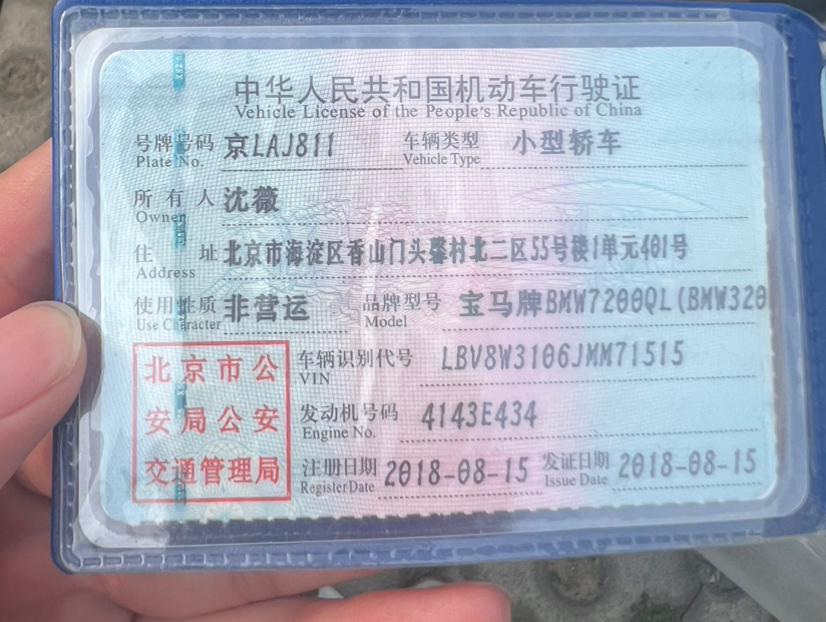 中华人民共和国机动车行驶证
Vehicle License of the People's Republic of China
号牌号码 京LAJ811 车辆类型 小型轿车
Plate No. Vehicle Type
所有人 沈薇
Owner
住址 北京市海淀区香山门头馨村北二区55号楼1单元401号
Address
使用性质 非营运 品牌型号 宝马牌BMW7200QL(BMW320
Use Character Model
北京市公
安局公安
交通管理局
车辆识别代号 LBV8W3106JMM71515
VIN
发动机号码 4143E434
Engine No.
注册日期 2018-08-15 发证日期 2018-08-15
Register Date Issue Date